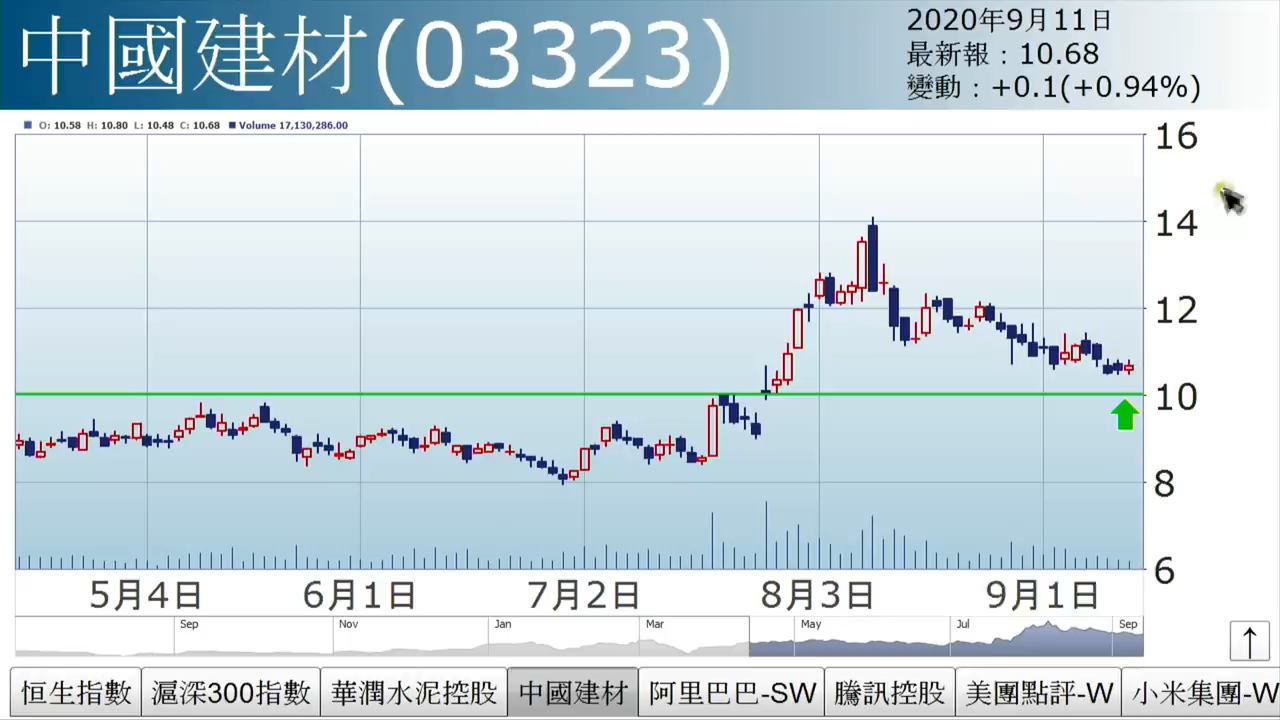 中國建材(03323)
2020年9月11日
最新報：10.68
變動：+0.1(+0.94%)
O: 10.58 H: 10.80 L: 10.48 C: 10.68 Volume 17,130,286.00
16
14
12
10
8
6
5月4日 6月1日 7月2日 8月3日 9月1日
Sep Nov Jan Mar May Jul Sep
恒生指數 滬深300指數 華潤水泥控股 中國建材 阿里巴巴-SW 騰訊控股 美團點評-W 小米集團-W